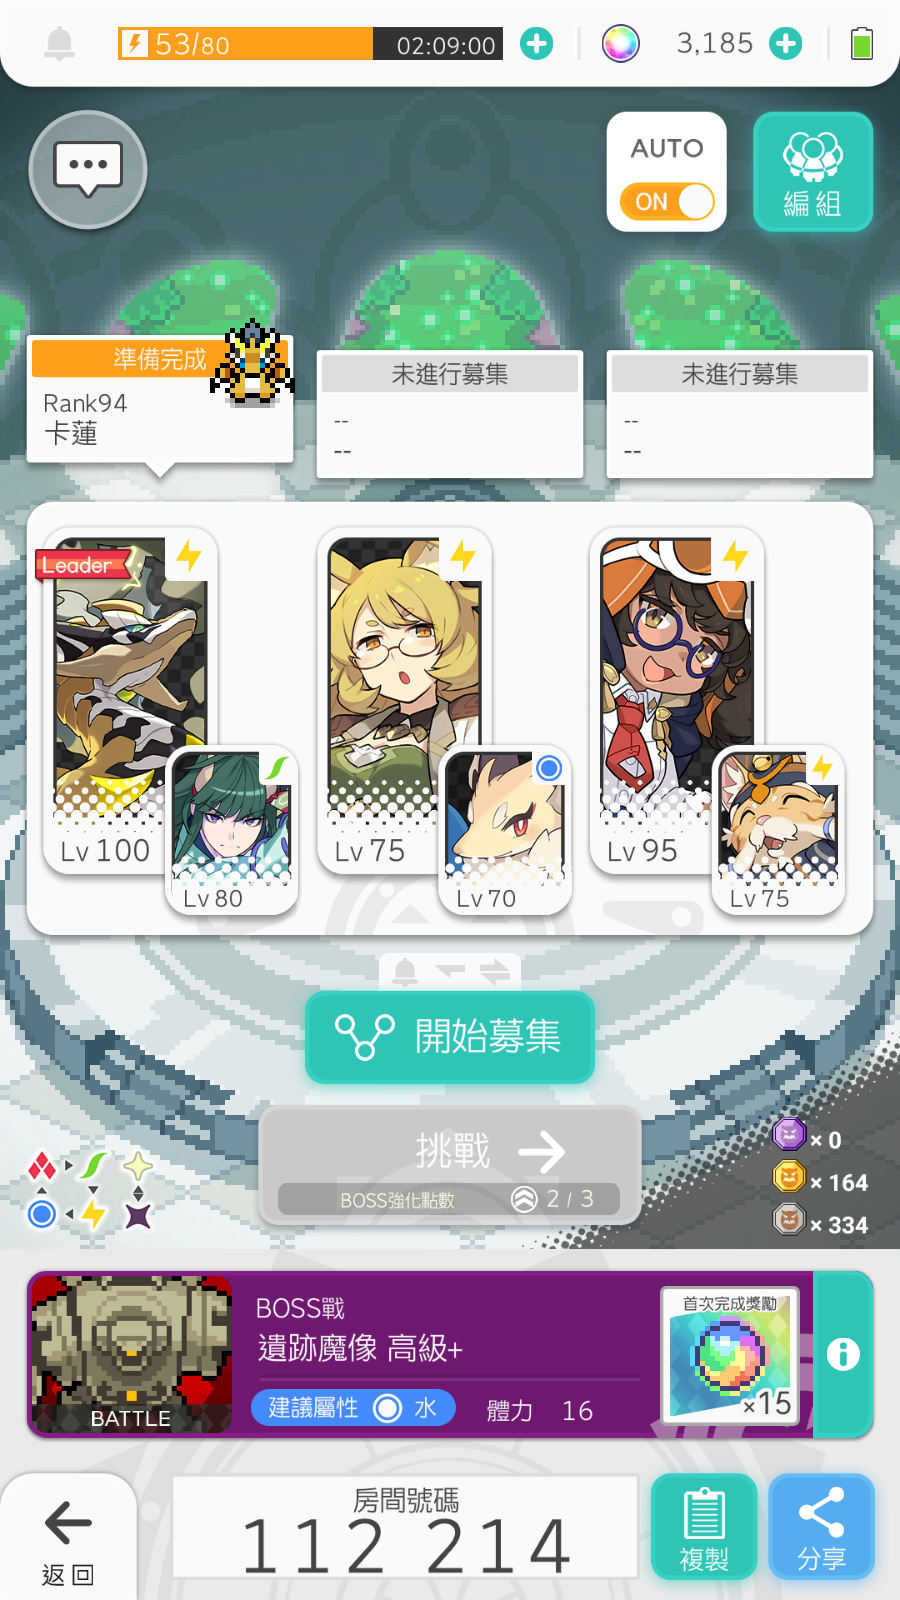 53/80
02:09:00
3,185
AUTO
ON
編組
準備完成
Rank94
卡蓮
未進行募集
--
--
未進行募集
--
--
Leader
Lv 100
Lv 80
Lv 75
Lv 70
Lv 95
Lv 75
開始募集
挑戰
BOSS強化點數 2 / 3
× 0
× 164
× 334
BATTLE
BOSS戰
遺跡魔像 高級+
建議屬性 水
體力 16
首次完成獎勵
×15
返回
房間號碼
112 214
複製
分享